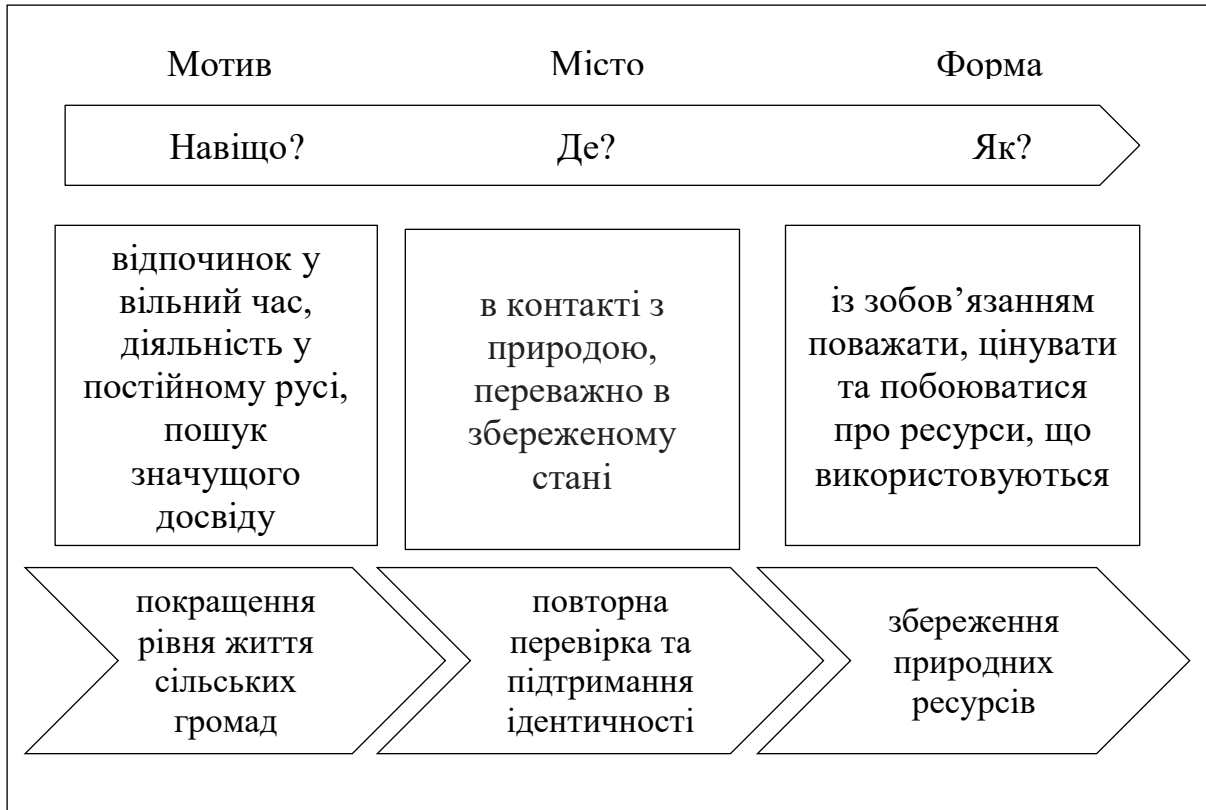 Мотив Місто Форма
Навіщо? Де? Як?
відпочинок у
вільний час,
діяльність у
постійному русі,
пошук
значущого
досвіду
в контакті з
природою,
переважно в
збереженому
стані
із зобов’язанням
поважати, цінувати
та побоюватися
про ресурси, що
використовуються
покращення
рівня життя
сільських
громад
повторна
перевірка та
підтримання
ідентичності
збереження
природних
ресурсів